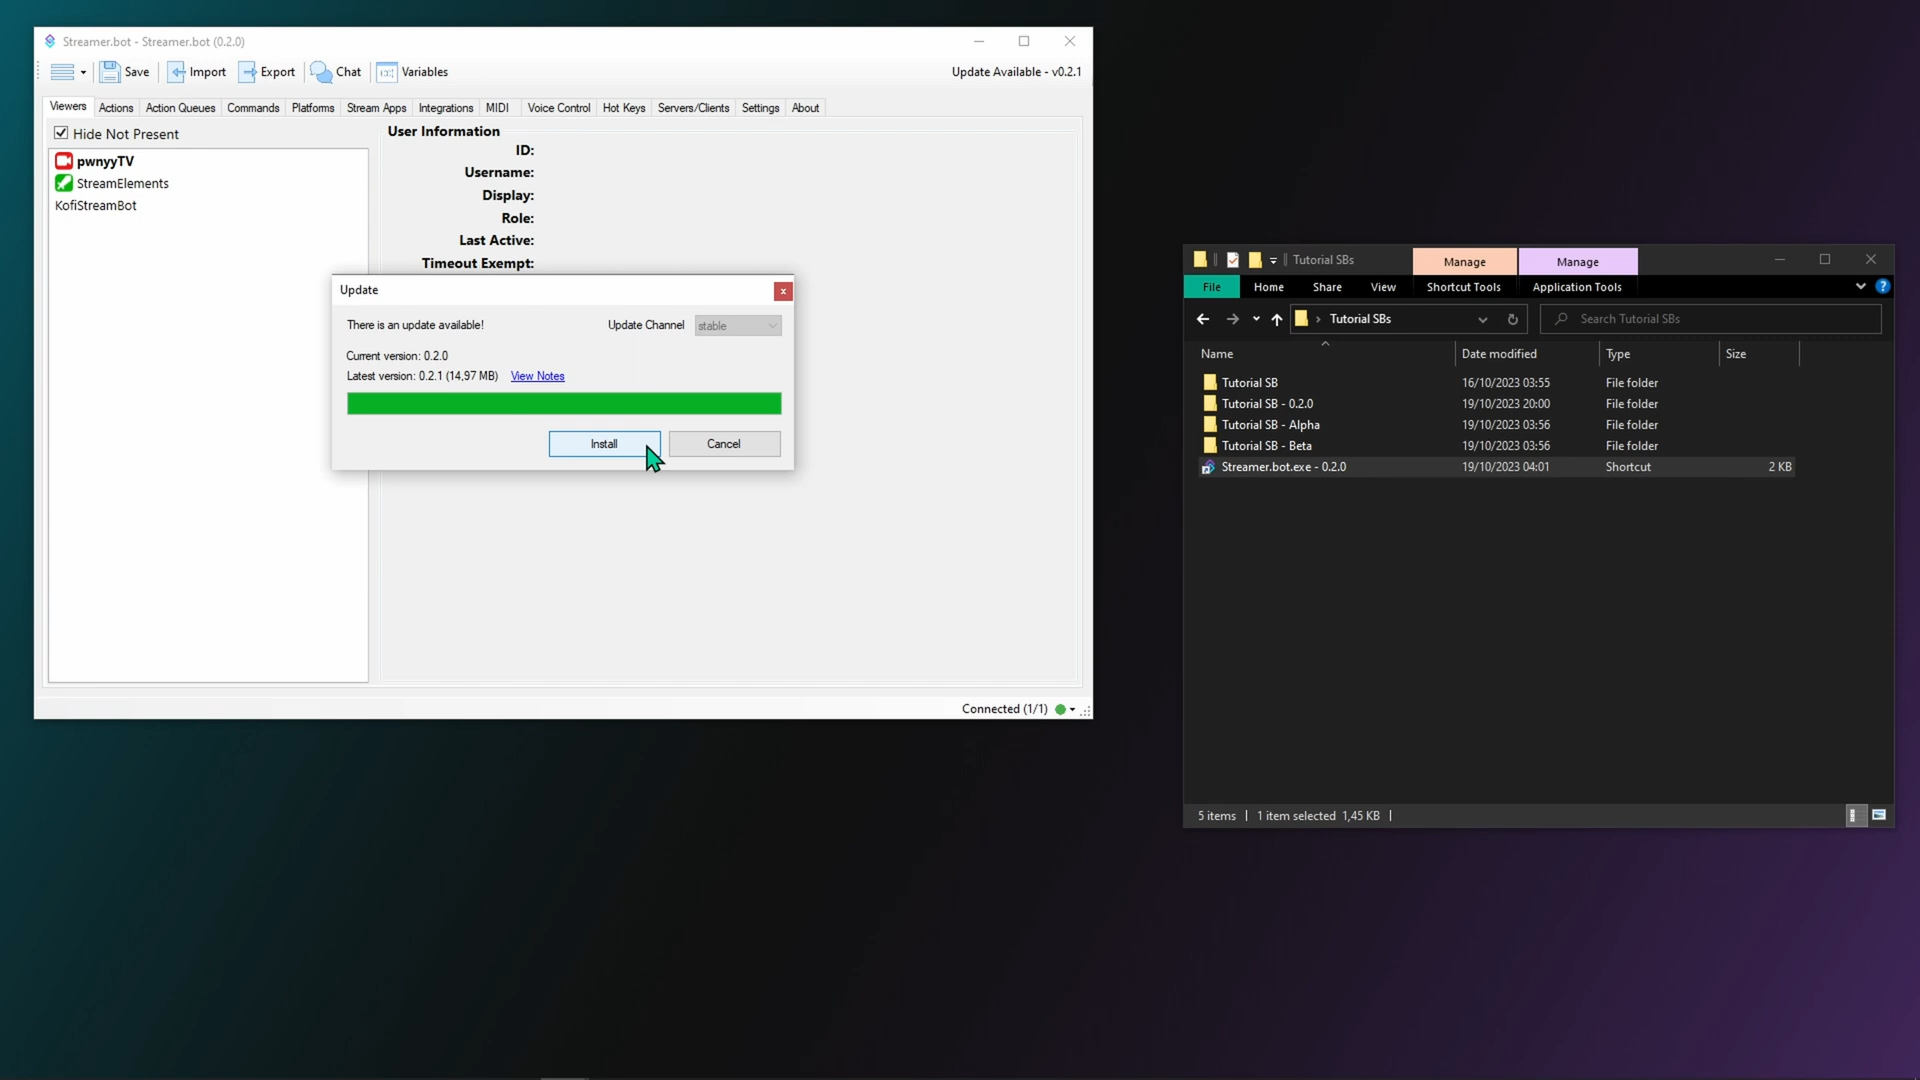 Streamer.bot - Streamer.bot (0.2.0)
Save Import Export Chat Variables Update Available - v0.2.1
Viewers Actions Action Queues Commands Platforms Stream Apps Integrations MIDI Voice Control Hot Keys Servers/Clients Settings About
Hide Not Present
User Information
pwnyyTV
StreamElements
KofiStreamBot
ID:
Username:
Display:
Role:
Last Active:
Timeout Exempt:
Update
There is an update available! Update Channel stable
Current version: 0.2.0
Latest version: 0.2.1 (14,97 MB) View Notes
Install Cancel
Connected (1/1)
Tutorial SBs Manage Manage
File Home Share View Shortcut Tools Application Tools
Tutorial SBs Search Tutorial SBs
Name Date modified Type Size
Tutorial SB 16/10/2023 03:55 File folder
Tutorial SB - 0.2.0 19/10/2023 20:00 File folder
Tutorial SB - Alpha 19/10/2023 03:56 File folder
Tutorial SB - Beta 19/10/2023 03:56 File folder
Streamer.bot.exe - 0.2.0 19/10/2023 04:01 Shortcut 2 KB
5 items 1 item selected 1,45 KB